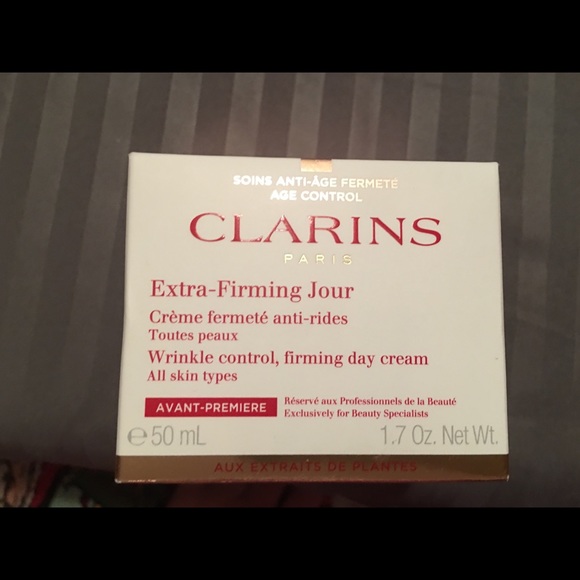 SOINS ANTI-ÂGE FERMETÉ
AGE CONTROL
CLARINS
PARIS
Extra-Firming Jour
Crème fermeté anti-rides
Toutes peaux
Wrinkle control, firming day cream
All skin types
AVANT-PREMIERE
Réservé aux Professionnels de la Beauté
Exclusively for Beauty Specialists
℮ 50 mL
1.7 Oz. Net Wt.
AUX EXTRAITS DE PLANTES